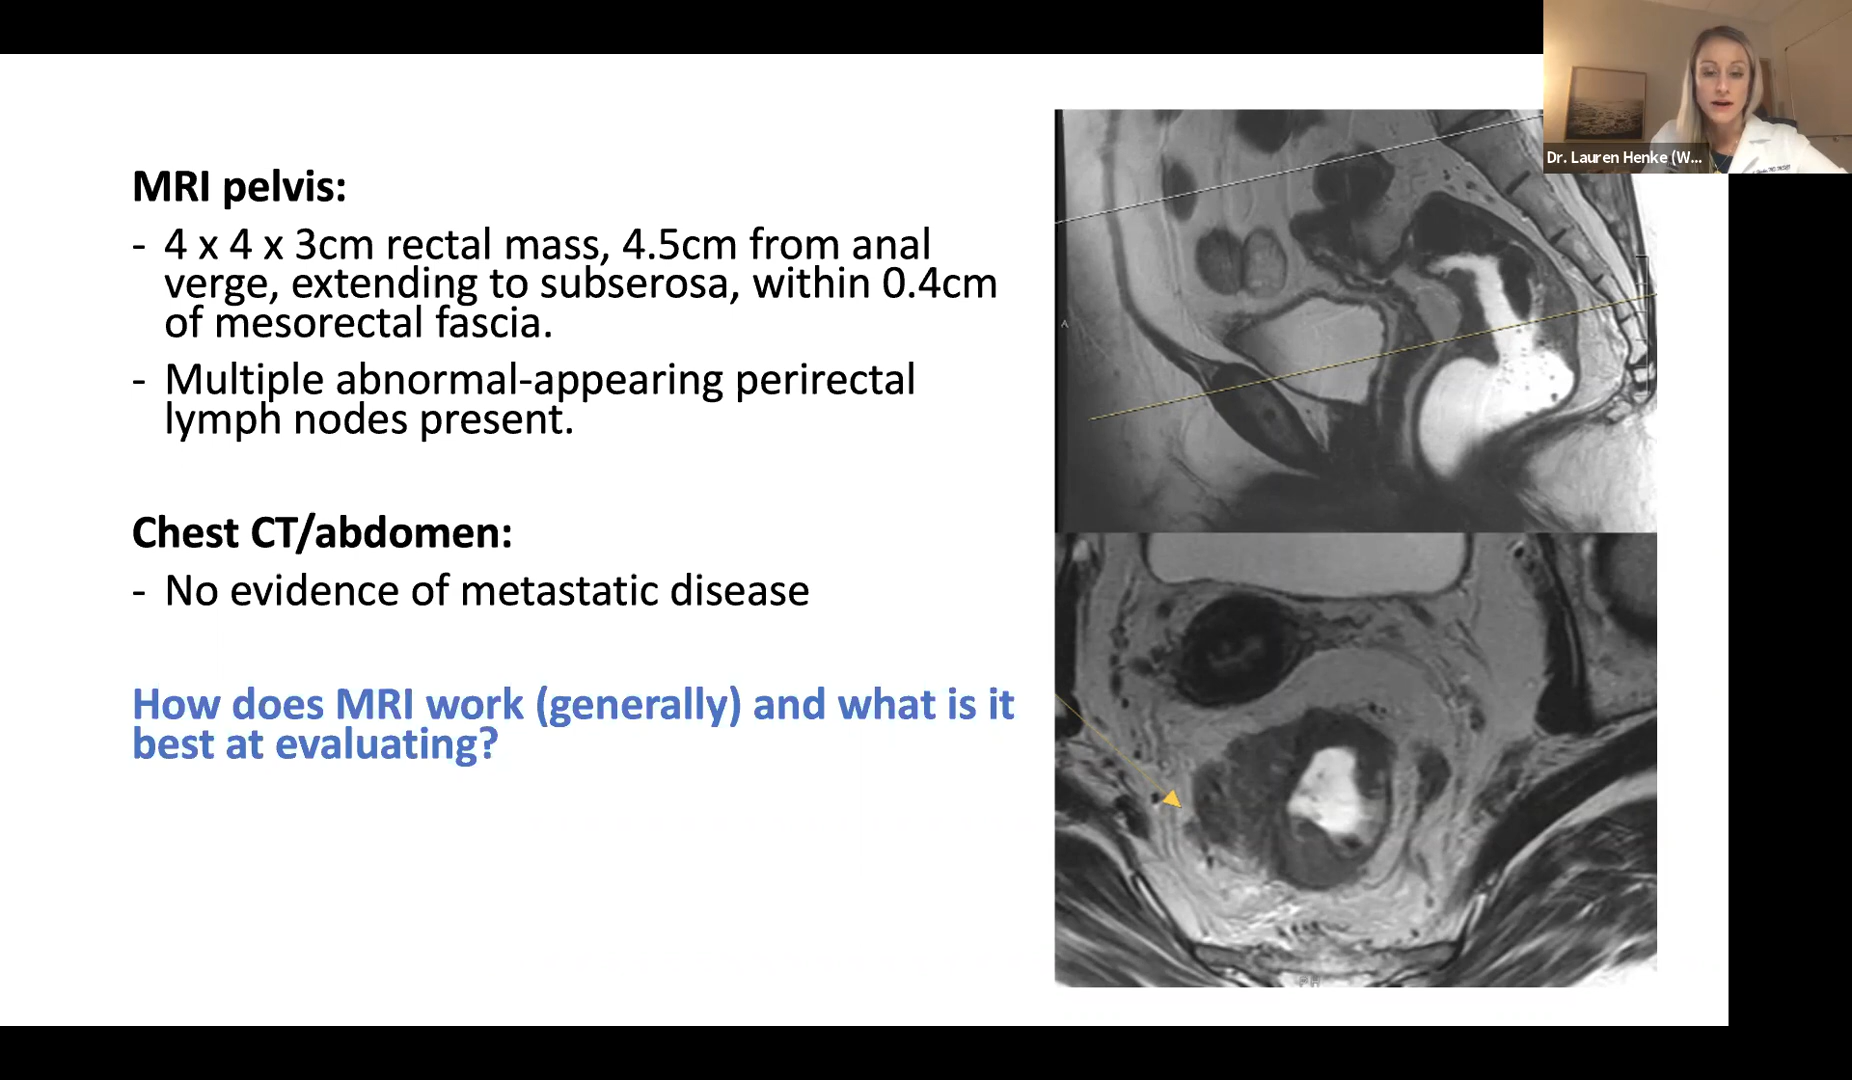 MRI pelvis:
- 4 x 4 x 3cm rectal mass, 4.5cm from anal
verge, extending to subserosa, within 0.4cm
of mesorectal fascia.
- Multiple abnormal-appearing perirectal
lymph nodes present.
Chest CT/abdomen:
- No evidence of metastatic disease
How does MRI work (generally) and what is it
best at evaluating?
A
PH
Dr. Lauren Henke (W...